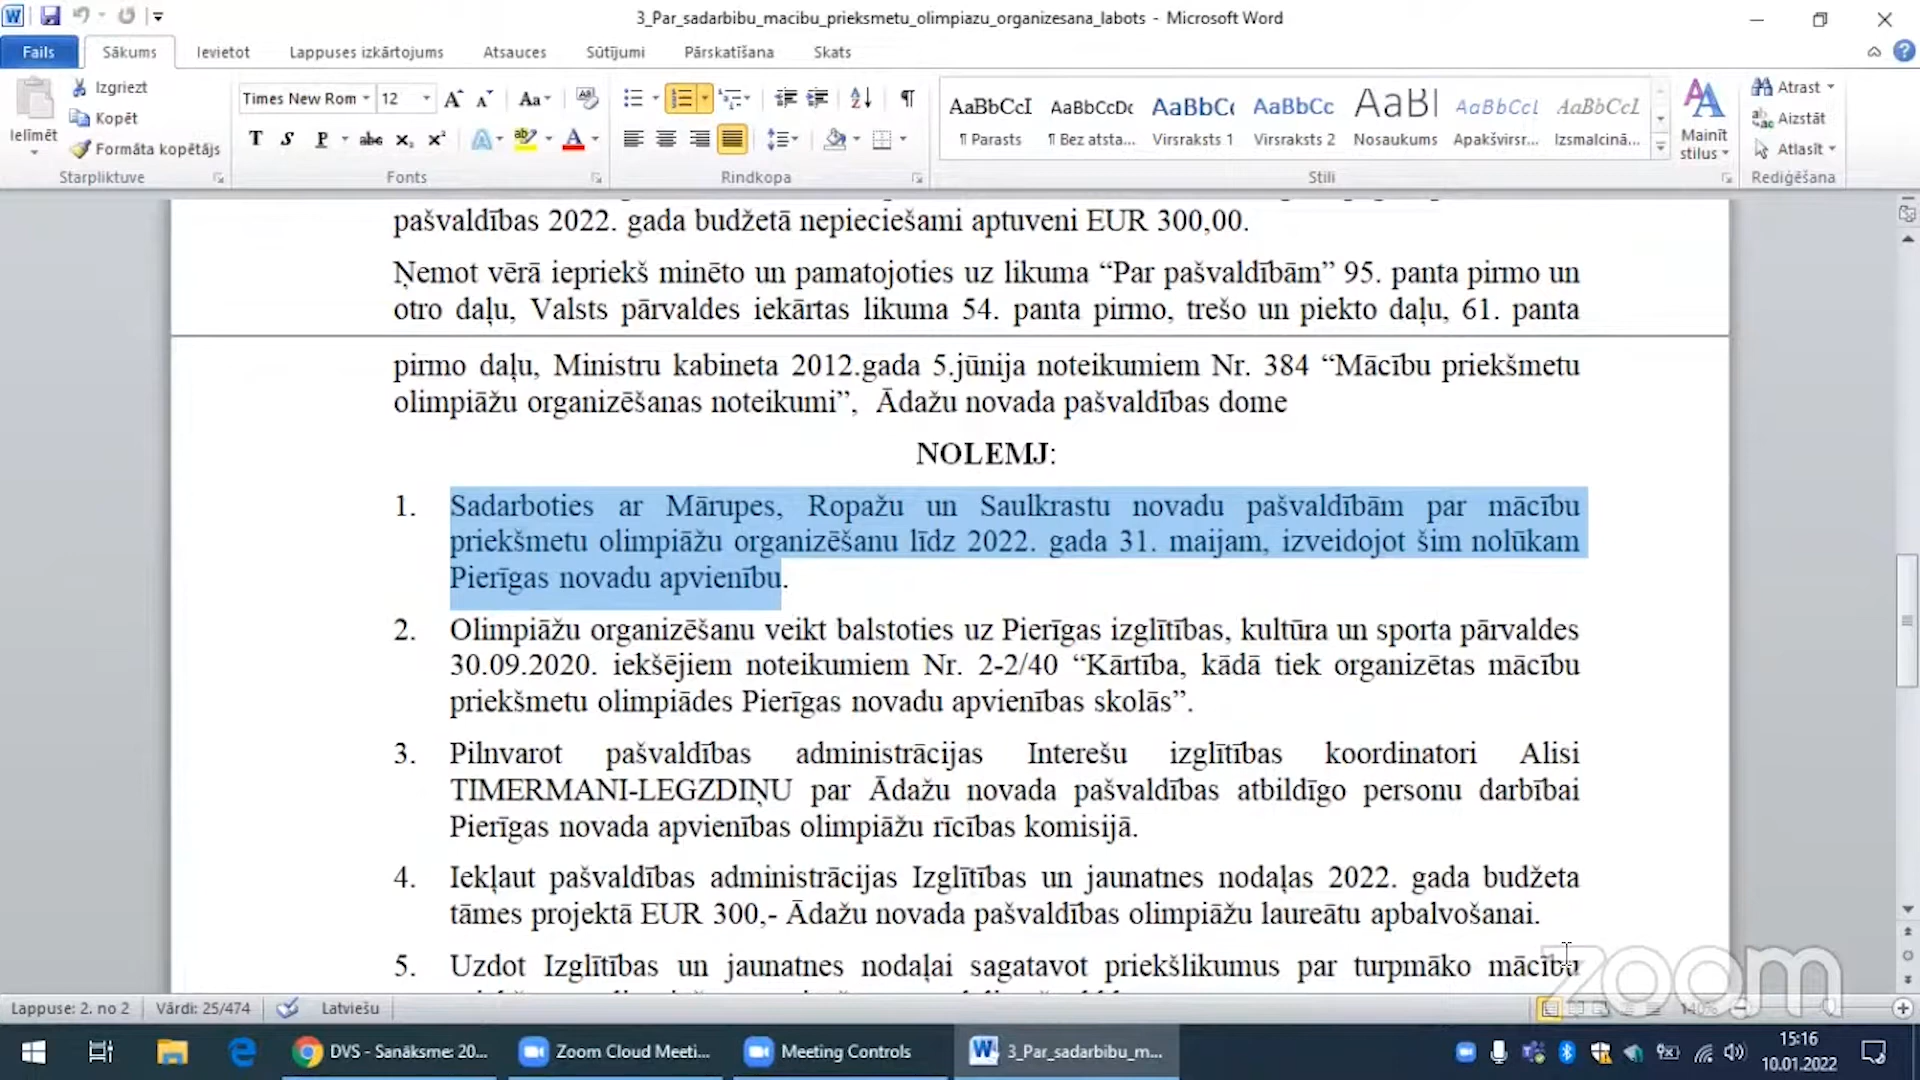 3_Par_sadarbibu_macibu_prieksmetu_olimpiazu_organizesana_labots - Microsoft Word
Fails Sākums Ievietot Lappuses izkārtojums Atsauces Sūtījumi Pārskatīšana Skats
Ielīmēt
Izgriezt
Kopēt
Formāta kopētājs
Starpliktuve
Times New Rom 12
Fonts
Rindkopa
AaBbCcI AaBbCcDc AaBbC AaBbCc AaBl AaBbCcL AaBbCcL
¶ Parasts ¶ Bez atsta... Virsraksts 1 Virsraksts 2 Nosaukums Apakšvirsr... Izsmalcinā...
Stili
Mainīt
stilus
Atrast
Aizstāt
Atlasīt
Rediģēšana
pašvaldības 2022. gada budžetā nepieciešami aptuveni EUR 300,00.
Ņemot vērā iepriekš minēto un pamatojoties uz likuma “Par pašvaldībām” 95. panta pirmo un
otro daļu, Valsts pārvaldes iekārtas likuma 54. panta pirmo, trešo un piekto daļu, 61. panta
pirmo daļu, Ministru kabineta 2012.gada 5.jūnija noteikumiem Nr. 384 “Mācību priekšmetu
olimpiāžu organizēšanas noteikumi”, Ādažu novada pašvaldības dome
NOLEMJ:
1. Sadarboties ar Mārupes, Ropažu un Saulkrastu novadu pašvaldībām par mācību
priekšmetu olimpiāžu organizēšanu līdz 2022. gada 31. maijam, izveidojot šim nolūkam
Pierīgas novadu apvienību.
2. Olimpiāžu organizēšanu veikt balstoties uz Pierīgas izglītības, kultūra un sporta pārvaldes
30.09.2020. iekšējiem noteikumiem Nr. 2-2/40 “Kārtība, kādā tiek organizētas mācību
priekšmetu olimpiādes Pierīgas novadu apvienības skolās”.
3. Pilnvarot pašvaldības administrācijas Interešu izglītības koordinatori Alisi
TIMERMANI-LEGZDIŅU par Ādažu novada pašvaldības atbildīgo personu darbībai
Pierīgas novada apvienības olimpiāžu rīcības komisijā.
4. Iekļaut pašvaldības administrācijas Izglītības un jaunatnes nodaļas 2022. gada budžeta
tāmes projektā EUR 300,- Ādažu novada pašvaldības olimpiāžu laureātu apbalvošanai.
5. Uzdot Izglītības un jaunatnes nodaļai sagatavot priekšlikumus par turpmāko mācību
zoom
Lappuse: 2. no 2 Vārdi: 25/474 Latviešu 140%
DVS - Sanāksme: 20... Zoom Cloud Meeti... Meeting Controls 3_Par_sadarbibu_m...
15:16
10.01.2022